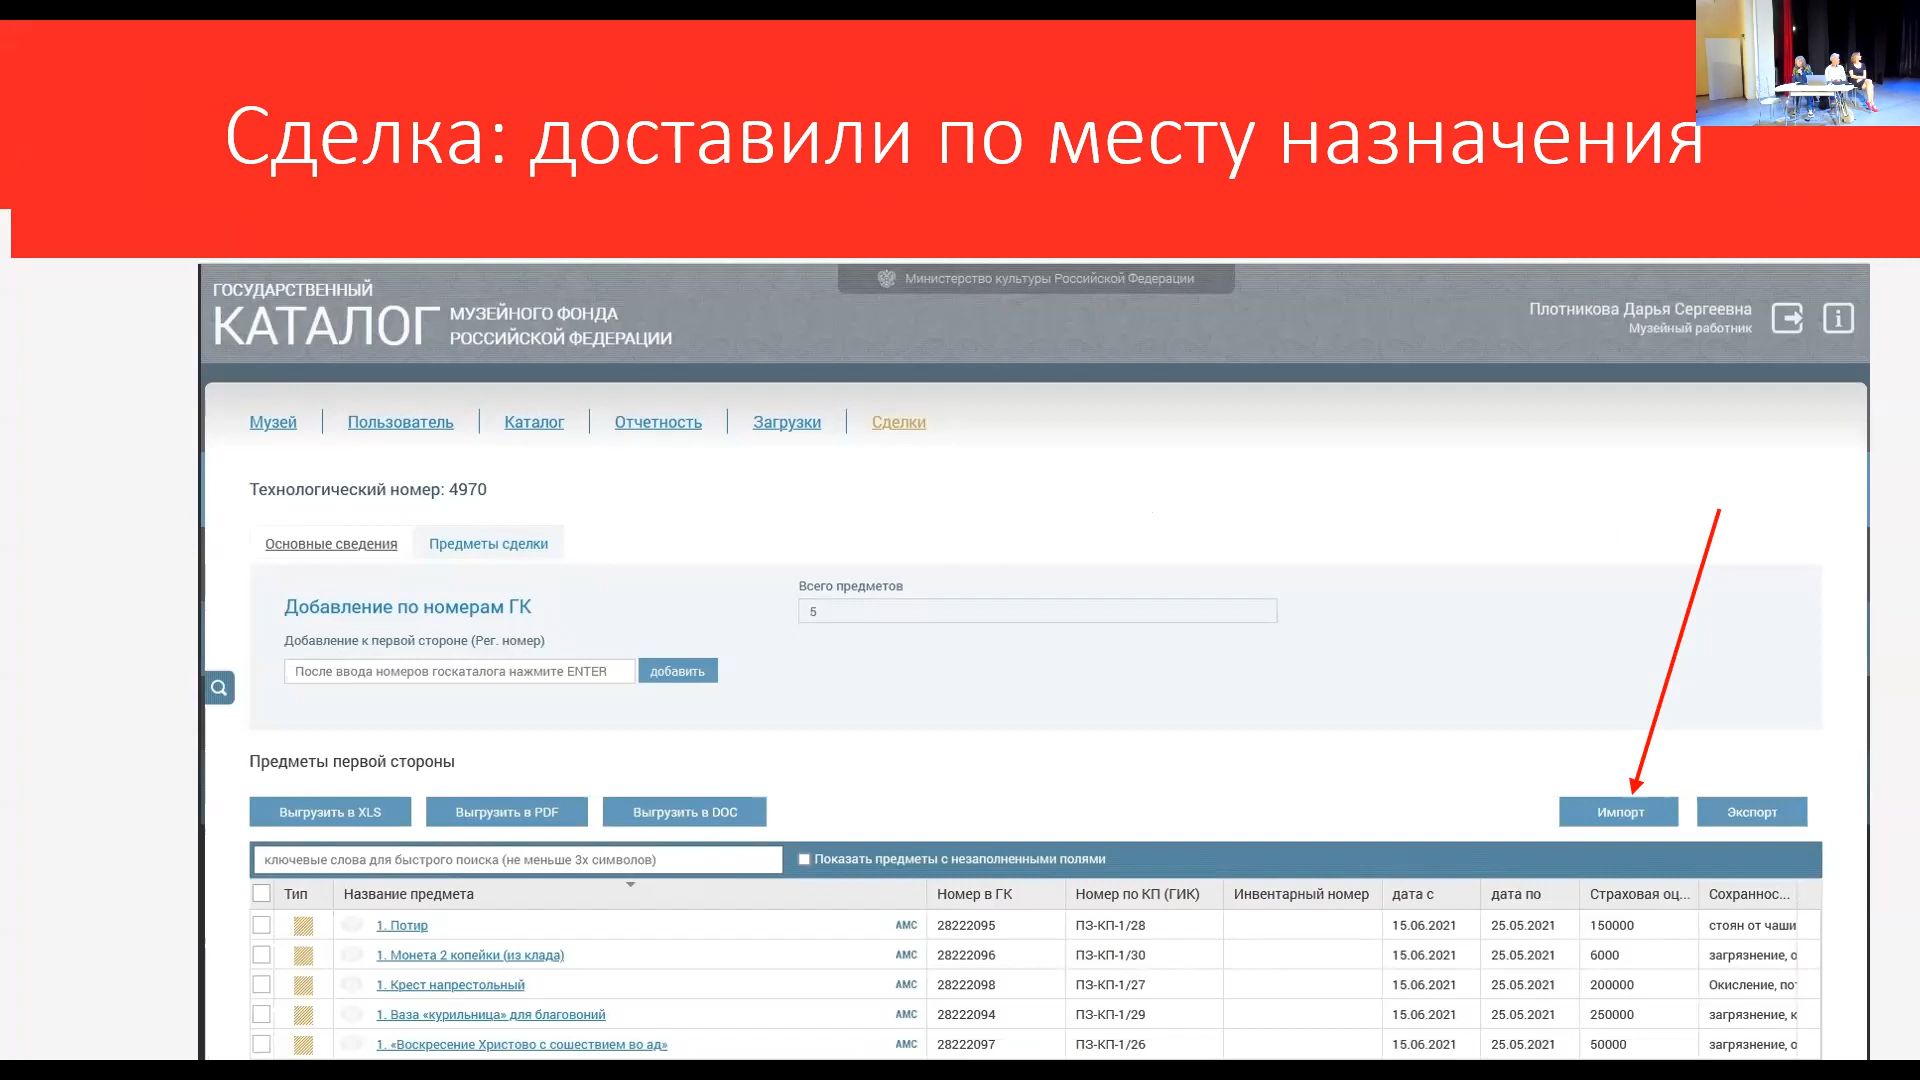 Сделка: доставили по месту назначения
Министерство культуры Российской Федерации
ГОСУДАРСТВЕННЫЙ
КАТАЛОГ МУЗЕЙНОГО ФОНДА
РОССИЙСКОЙ ФЕДЕРАЦИИ
Плотникова Дарья Сергеевна
Музейный работник
Музей Пользователь Каталог Отчетность Загрузки Сделки
Технологический номер: 4970
Основные сведения Предметы сделки
Добавление по номерам ГК
Всего предметов
5
Добавление к первой стороне (Рег. номер)
После ввода номеров госкаталога нажмите ENTER добавить
Предметы первой стороны
Выгрузить в XLS Выгрузить в PDF Выгрузить в DOC Импорт Экспорт
ключевые слова для быстрого поиска (не меньше 3х символов) Показать предметы с незаполненными полями
Тип Название предмета Номер в ГК Номер по КП (ГИК) Инвентарный номер дата с дата по Страховая оц... Сохраннос...
1. Потир АМС 28222095 ПЗ-КП-1/28 15.06.2021 25.05.2021 150000 стоян от чаши
1. Монета 2 копейки (из клада) АМС 28222096 ПЗ-КП-1/30 15.06.2021 25.05.2021 6000 загрязнение, о
1. Крест напрестольный АМС 28222098 ПЗ-КП-1/27 15.06.2021 25.05.2021 200000 Окисление, пот
1. Ваза «курильница» для благовоний АМС 28222094 ПЗ-КП-1/29 15.06.2021 25.05.2021 250000 загрязнение, к
1. «Воскресение Христово с сошествием во ад» АМС 28222097 ПЗ-КП-1/26 15.06.2021 25.05.2021 50000 загрязнение, о